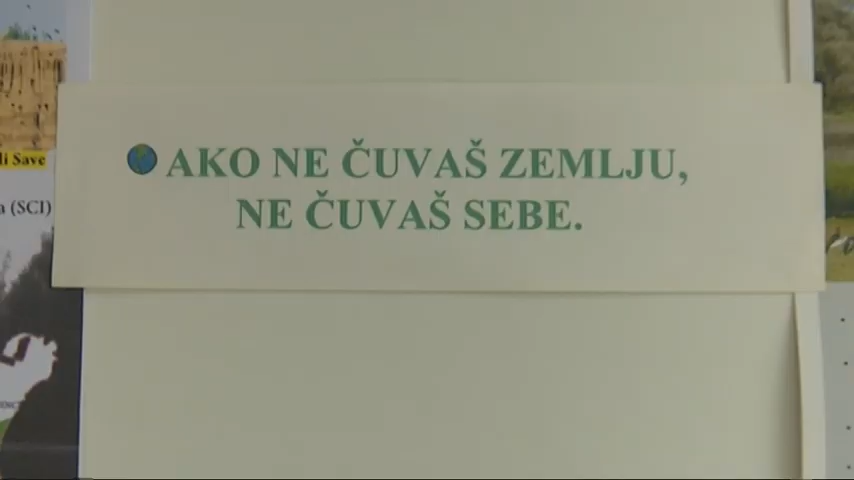 li Save
a (SCI)
AKO NE ČUVAŠ ZEMLJU,
NE ČUVAŠ SEBE.